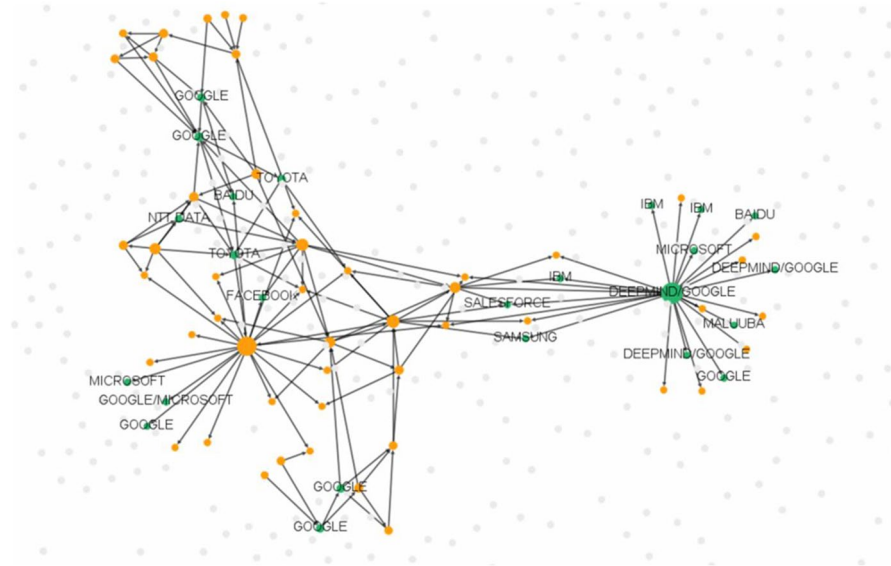 GOOGLE
GOOGLE
TOYOTA
BAIDU
NTT DATA
TOYOTA
FACEBOOK
MICROSOFT
GOOGLE/MICROSOFT
GOOGLE
GOOGLE
GOOGLE
IBM
SALESFORCE
SAMSUNG
IBM
IBM
BAIDU
MICROSOFT
DEEPMIND/GOOGLE
DEEPMIND/GOOGLE
MALUUBA
DEEPMIND/GOOGLE
GOOGLE